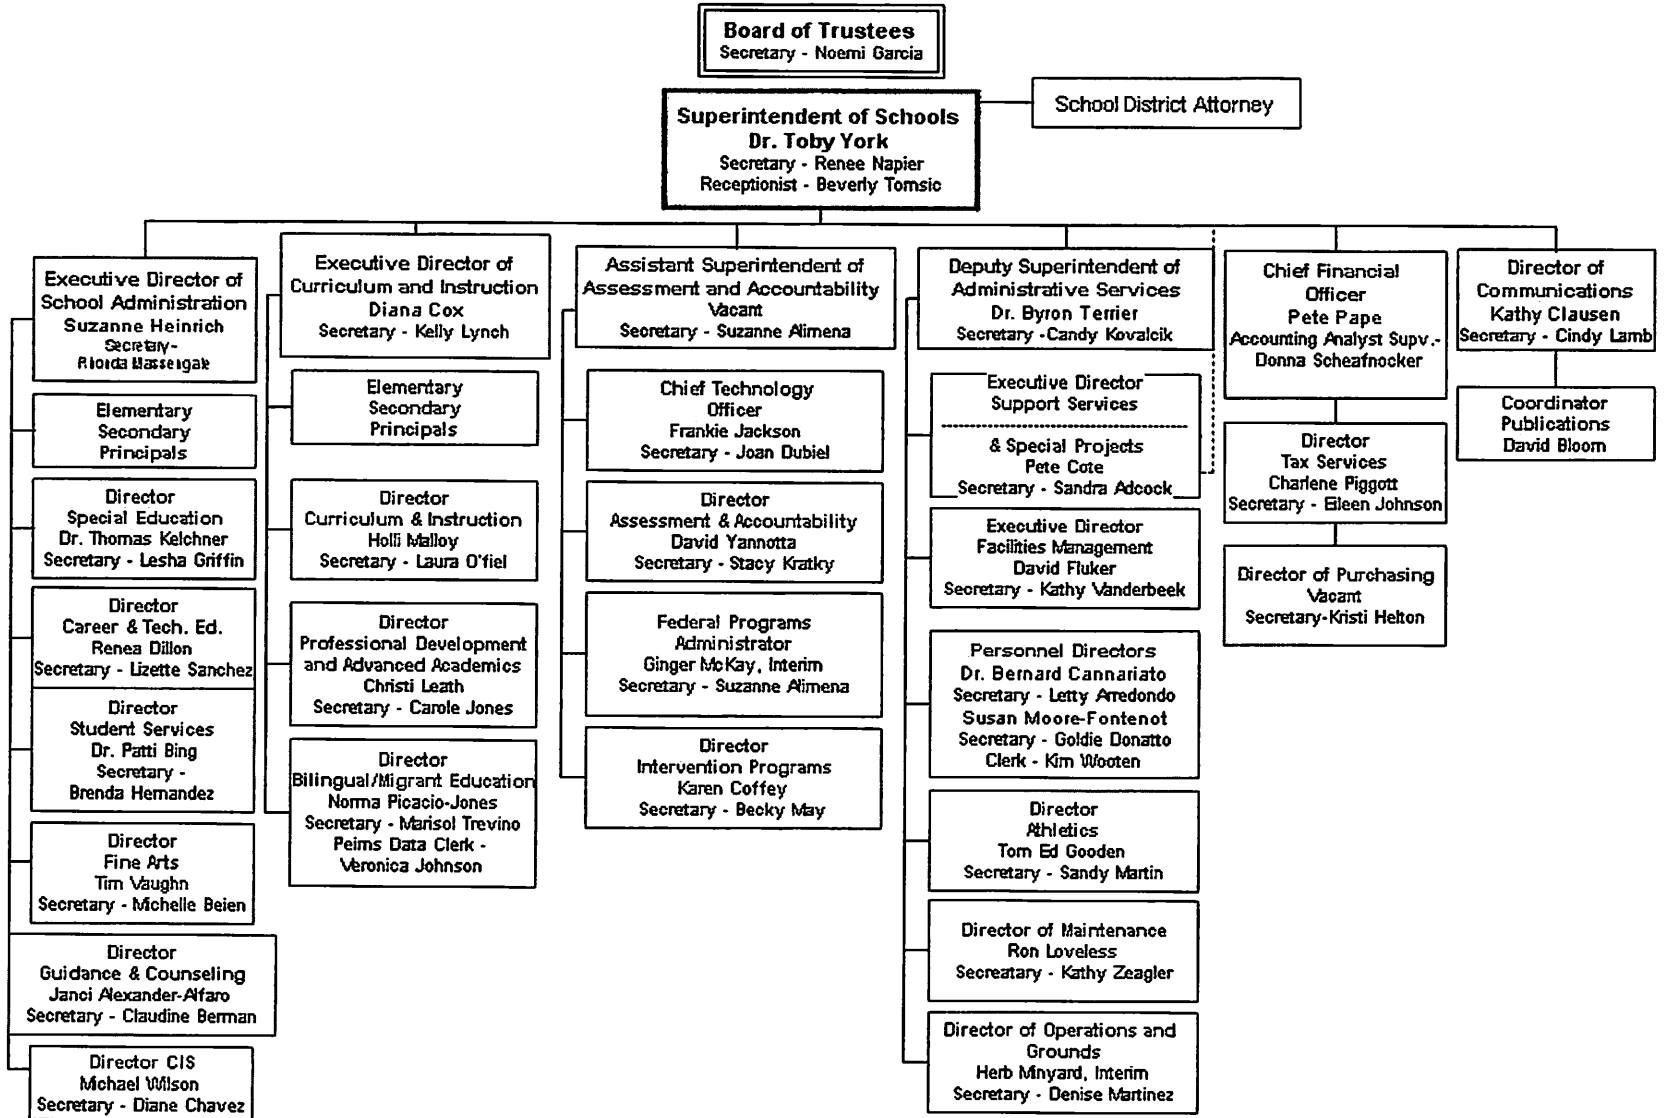 Board of Trustees
Secretary - Noemi Garcia
Superintendent of Schools
Dr. Toby York
Secretary - Renee Napier
Receptionist - Beverly Tomsic
School District Attorney
Executive Director of
School Administration
Suzanne Heinrich
Secretary-
Elementary
Secondary
Principals
Director
Special Education
Dr. Thomas Kelchner
Secretary - Lesha Griffin
Director
Career & Tech. Ed.
Renea Dillon
Secretary - Lizette Sanchez
Director
Student Services
Dr. Patti Bing
Secretary -
Brenda Hernandez
Director
Fine Arts
Tim Vaughn
Secretary - Michelle Beien
Director
Guidance & Counseling
Janci Alexander-Alfaro
Secretary - Claudine Berman
Director CIS
Michael Wilson
Secretary - Diane Chavez
Executive Director of
Curriculum and Instruction
Diana Cox
Secretary - Kelly Lynch
Elementary
Secondary
Principals
Director
Curriculum & Instruction
Holli Malloy
Secretary - Laura O'fiel
Director
Professional Development
and Advanced Academics
Christi Leath
Secretary - Carole Jones
Director
Bilingual/Migrant Education
Norma Picacio-Jones
Secretary - Marisol Trevino
Peims Data Clerk -
Veronica Johnson
Assistant Superintendent of
Assessment and Accountability
Vacant
Secretary - Suzanne Alimena
Chief Technology
Officer
Frankie Jackson
Secretary - Joan Dubiel
Director
Assessment & Accountability
David Yannotta
Secretary - Stacy Kratky
Federal Programs
Administrator
Ginger McKay, Interim
Secretary - Suzanne Alimena
Director
Intervention Programs
Karen Coffey
Secretary - Becky May
Deputy Superintendent of
Administrative Services
Dr. Byron Terrier
Secretary -Candy Kovalcik
Executive Director
Support Services
& Special Projects
Pete Cote
Secretary - Sandra Adcock
Executive Director
Facilities Management
David Fluker
Secretary - Kathy Vanderbeek
Personnel Directors
Dr. Bernard Cannariato
Secretary - Letty Arredondo
Susan Moore-Fontenot
Secretary - Goldie Donatto
Clerk - Kim Wooten
Director
Athletics
Tom Ed Gooden
Secretary - Sandy Martin
Director of Maintenance
Ron Loveless
Secreatary - Kathy Zeagler
Director of Operations and
Grounds
Herb Minyard, Interim
Secretary - Denise Martinez
Chief Financial
Officer
Pete Pape
Accounting Analyst Supv.-
Donna Scheafnocker
Director
Tax Services
Charlene Piggott
Secretary - Eileen Johnson
Director of Purchasing
Vacant
Secretary-Kristi Helton
Director of
Communications
Kathy Clausen
Secretary - Cindy Lamb
Coordinator
Publications
David Bloom